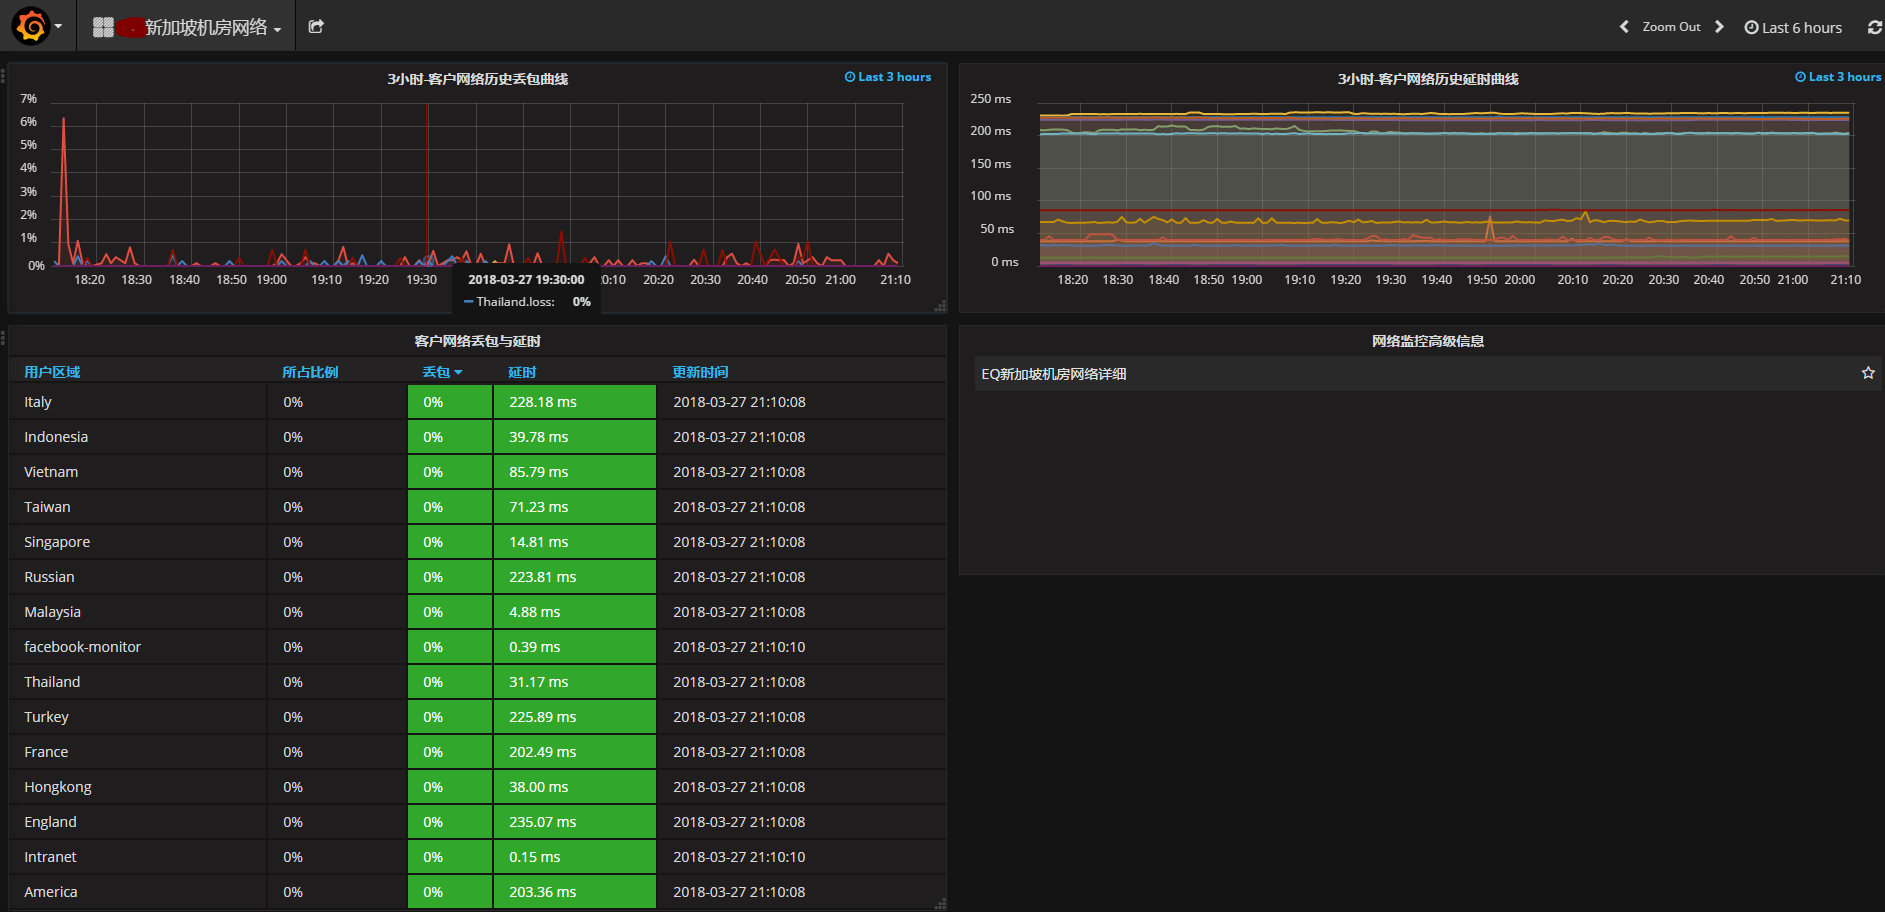 新加坡机房网络
Zoom Out
Last 6 hours
3小时-客户网络历史丢包曲线
Last 3 hours
7%
6%
5%
4%
3%
2%
1%
0%
18:20 18:30 18:40 18:50 19:00 19:10 19:20 19:30 :0:10 20:20 20:30 20:40 20:50 21:00 21:10
2018-03-27 19:30:00
Thailand.loss: 0%
3小时-客户网络历史延时曲线
Last 3 hours
250 ms
200 ms
150 ms
100 ms
50 ms
0 ms
18:20 18:30 18:40 18:50 19:00 19:10 19:20 19:30 19:40 19:50 20:00 20:10 20:20 20:30 20:40 20:50 21:00 21:10
客户网络丢包与延时
用户区域 所占比例 丢包 延时 更新时间
Italy 0% 0% 228.18 ms 2018-03-27 21:10:08
Indonesia 0% 0% 39.78 ms 2018-03-27 21:10:08
Vietnam 0% 0% 85.79 ms 2018-03-27 21:10:08
Taiwan 0% 0% 71.23 ms 2018-03-27 21:10:08
Singapore 0% 0% 14.81 ms 2018-03-27 21:10:08
Russian 0% 0% 223.81 ms 2018-03-27 21:10:08
Malaysia 0% 0% 4.88 ms 2018-03-27 21:10:08
facebook-monitor 0% 0% 0.39 ms 2018-03-27 21:10:10
Thailand 0% 0% 31.17 ms 2018-03-27 21:10:08
Turkey 0% 0% 225.89 ms 2018-03-27 21:10:08
France 0% 0% 202.49 ms 2018-03-27 21:10:08
Hongkong 0% 0% 38.00 ms 2018-03-27 21:10:08
England 0% 0% 235.07 ms 2018-03-27 21:10:08
Intranet 0% 0% 0.15 ms 2018-03-27 21:10:10
America 0% 0% 203.36 ms 2018-03-27 21:10:08
网络监控高级信息
EQ新加坡机房网络详细